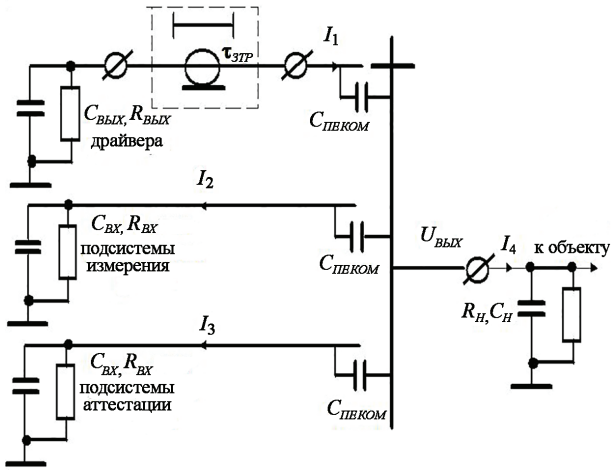 τЗТР
I1
CВЫХ, RВЫХ
драйвера
CПЕКОМ
I2
CВХ, RВХ
подсистемы
измерения
CПЕКОМ
UВЫХ
I4
к объекту
RН, CН
I3
CВХ, RВХ
подсистемы
аттестации
CПЕКОМ